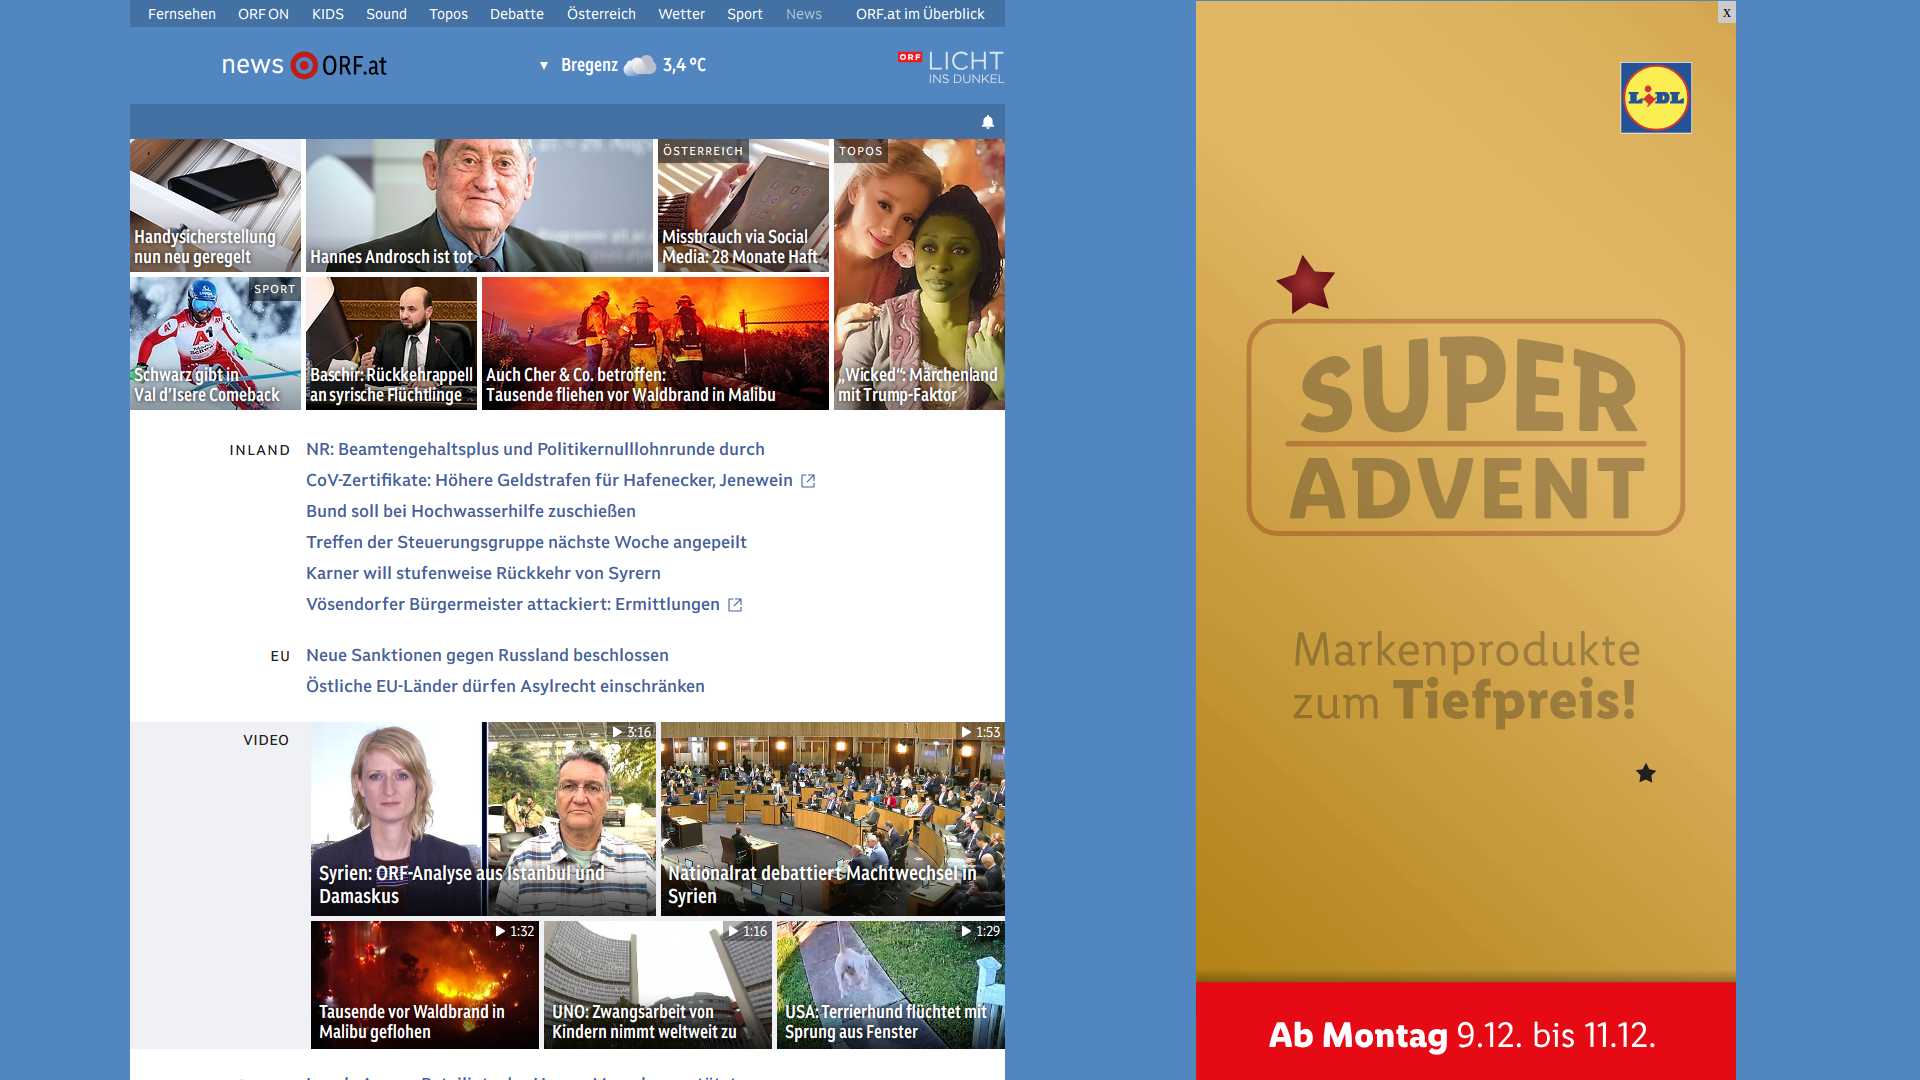 Fernsehen ORF ON KIDS Sound Topos Debatte Österreich Wetter Sport News ORF.at im Überblick
news ORF.at
Bregenz 3,4 °C
ORF LICHT
INS DUNKEL
Handysicherstellung
nun neu geregelt
Hannes Androsch ist tot
ÖSTERREICH
Missbrauch via Social
Media: 28 Monate Haft
TOPOS
„Wicked“: Märchenland
mit Trump-Faktor
SPORT
Schwarz gibt in
Val d’Isere Comeback
Baschir: Rückkehrappell
an syrische Flüchtlinge
Auch Cher & Co. betroffen:
Tausende fliehen vor Waldbrand in Malibu
INLAND
NR: Beamtengehaltsplus und Politikernulllohnrunde durch
CoV-Zertifikate: Höhere Geldstrafen für Hafenecker, Jenewein
Bund soll bei Hochwasserhilfe zuschießen
Treffen der Steuerungsgruppe nächste Woche angepeilt
Karner will stufenweise Rückkehr von Syrern
Vösendorfer Bürgermeister attackiert: Ermittlungen
EU
Neue Sanktionen gegen Russland beschlossen
Östliche EU-Länder dürfen Asylrecht einschränken
VIDEO
3:16
Syrien: ORF-Analyse aus Istanbul und
Damaskus
1:53
Nationalrat debattiert Machtwechsel in
Syrien
1:32
Tausende vor Waldbrand in
Malibu geflohen
1:16
UNO: Zwangsarbeit von
Kindern nimmt weltweit zu
1:29
USA: Terrierhund flüchtet mit
Sprung aus Fenster
x
LIDL
SUPER
ADVENT
Markenprodukte
zum Tiefpreis!
Ab Montag 9.12. bis 11.12.